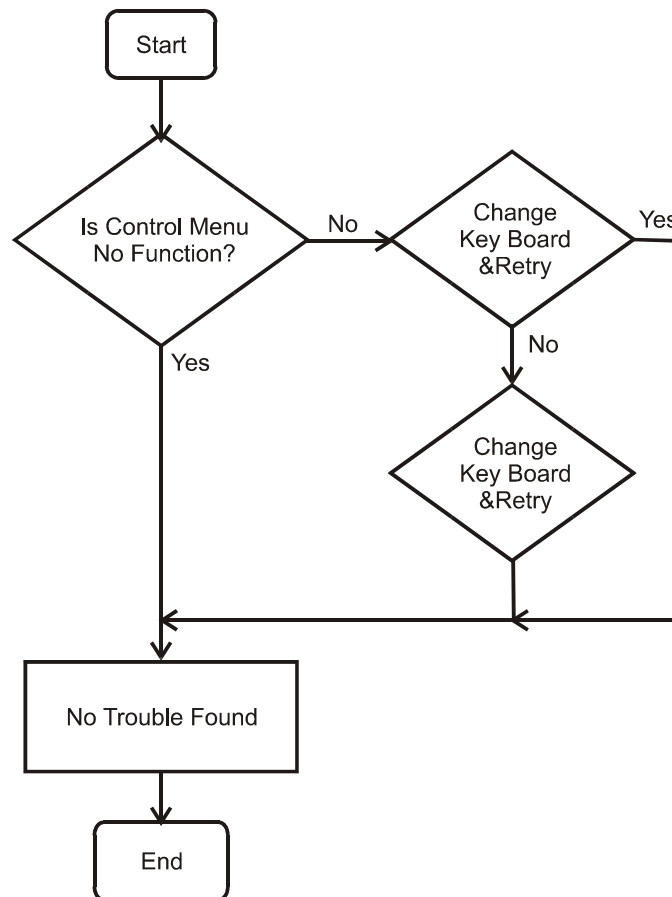 Start
Is Control Menu
No Function?
No
Change
Key Board
&Retry
Yes
Yes
No
Change
Key Board
&Retry
No Trouble Found
End